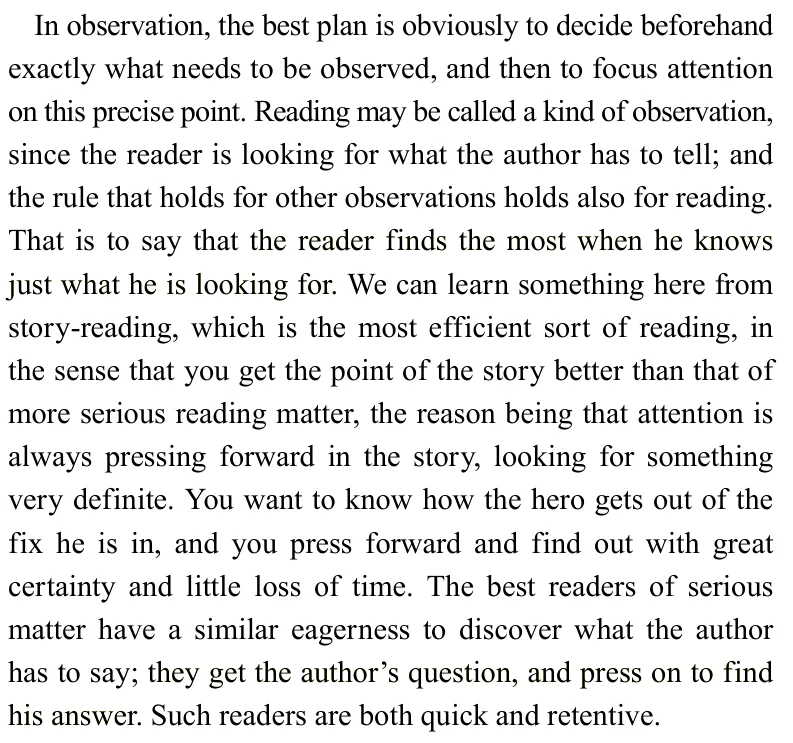 In observation, the best plan is obviously to decide beforehand
exactly what needs to be observed, and then to focus attention
on this precise point. Reading may be called a kind of observation,
since the reader is looking for what the author has to tell; and
the rule that holds for other observations holds also for reading.
That is to say that the reader finds the most when he knows
just what he is looking for. We can learn something here from
story-reading, which is the most efficient sort of reading, in
the sense that you get the point of the story better than that of
more serious reading matter, the reason being that attention is
always pressing forward in the story, looking for something
very definite. You want to know how the hero gets out of the
fix he is in, and you press forward and find out with great
certainty and little loss of time. The best readers of serious
matter have a similar eagerness to discover what the author
has to say; they get the author’s question, and press on to find
his answer. Such readers are both quick and retentive.